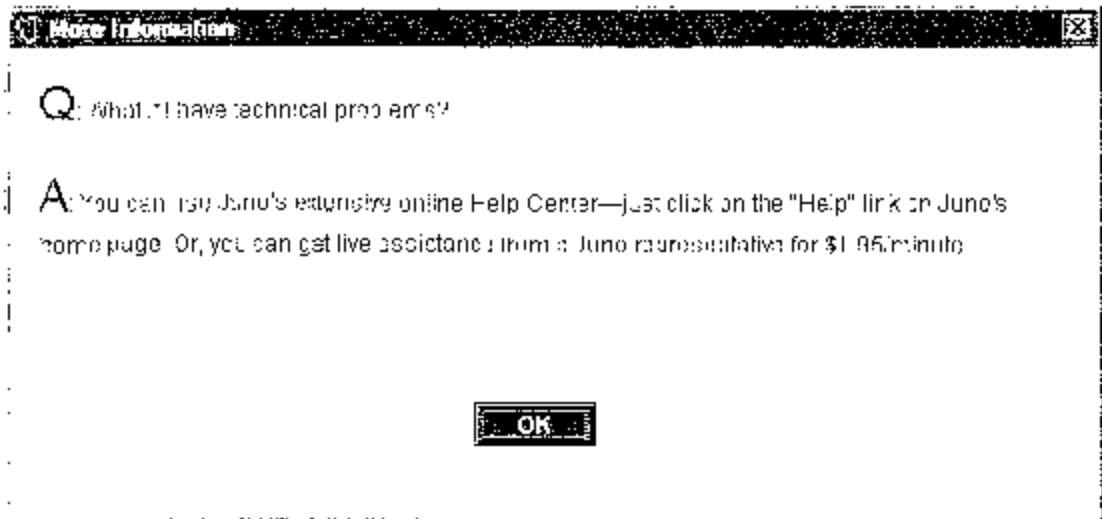 More Information
Q: What if I have technical problems?
A: You can use Juno's extensive online Help Center—just click on the "Help" link on Juno's
home page. Or, you can get live assistance from a Juno representative for $1.95/minute
OK